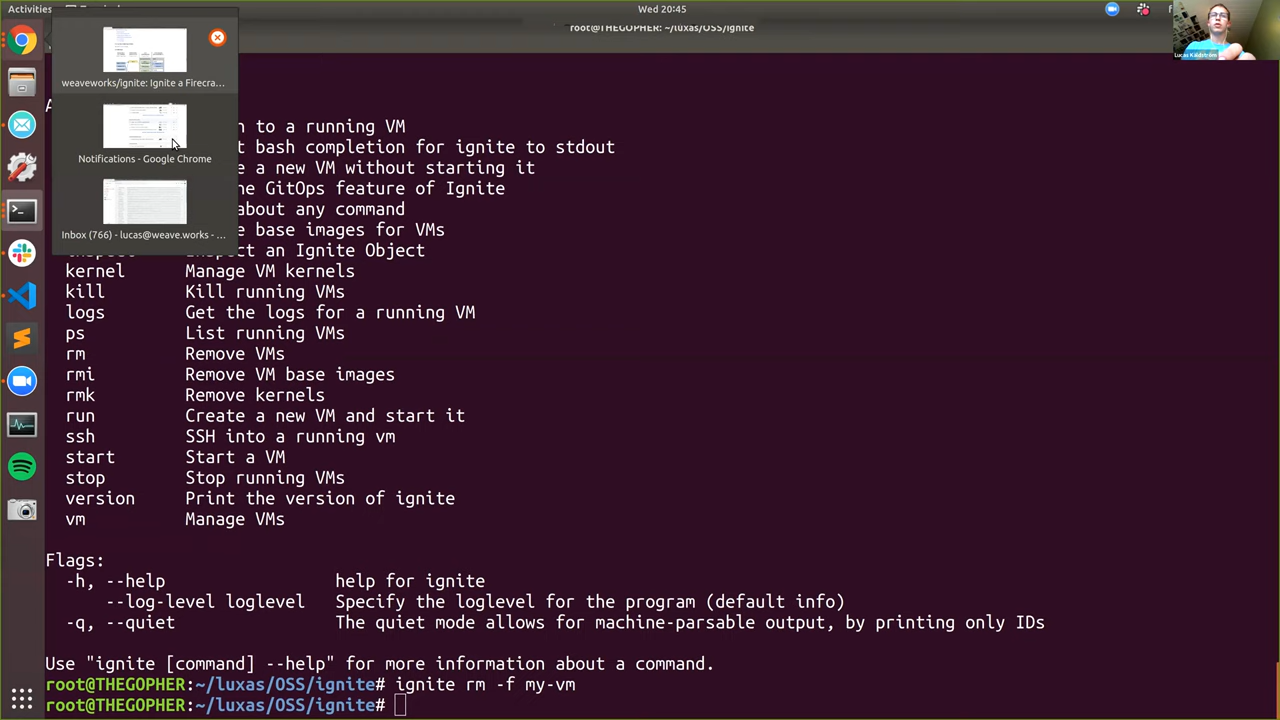 Activities
Wed 20:45
root@THEGOPHER: ~/luxas/OSS/ignite
Lucas Käldström
weaveworks/ignite: Ignite a Firecra...
Notifications - Google Chrome
Inbox (766) - lucas@weave.works - ...
to a running VM
bash completion for ignite to stdout
a new VM without starting it
GitOps feature of Ignite
about any command
base images for VMs
Inspect an Ignite Object
kernel Manage VM kernels
kill Kill running VMs
logs Get the logs for a running VM
ps List running VMs
rm Remove VMs
rmi Remove VM base images
rmk Remove kernels
run Create a new VM and start it
ssh SSH into a running vm
start Start a VM
stop Stop running VMs
version Print the version of ignite
vm Manage VMs
Flags:
-h, --help help for ignite
--log-level loglevel Specify the loglevel for the program (default info)
-q, --quiet The quiet mode allows for machine-parsable output, by printing only IDs
Use "ignite [command] --help" for more information about a command.
root@THEGOPHER:~/luxas/OSS/ignite# ignite rm -f my-vm
root@THEGOPHER:~/luxas/OSS/ignite#